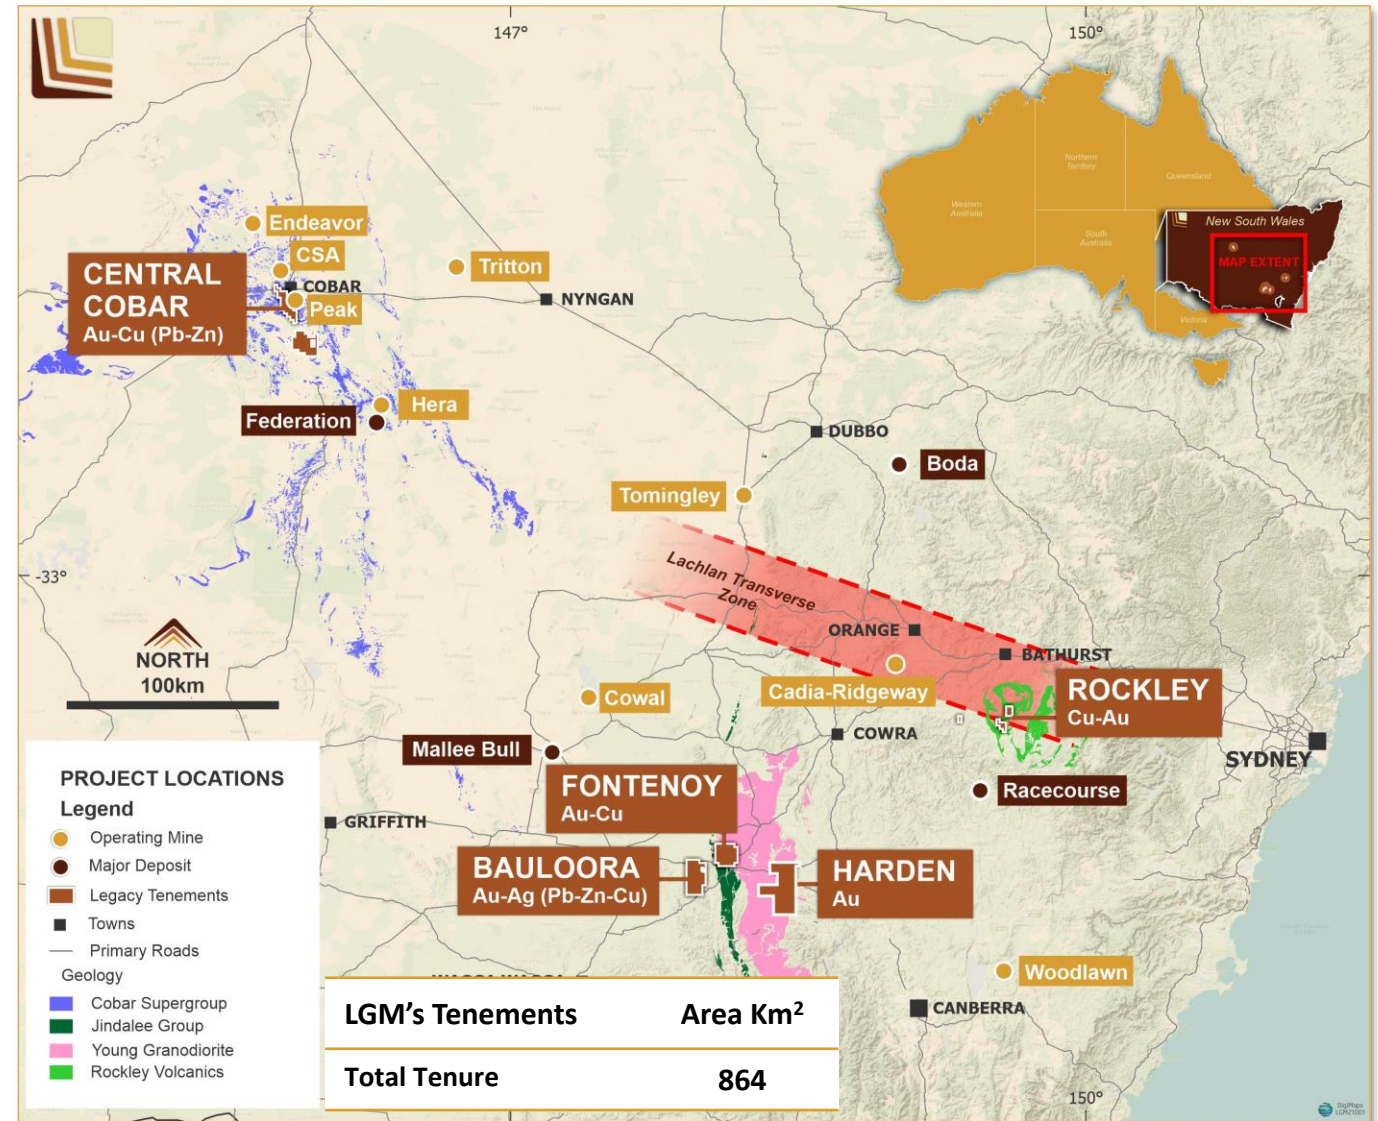 147°
150°
Northern
Territory
Queensland
Western
Australia
South
Australia
New South Wales
MAP EXTENT
Victoria
Endeavor
CSA
COBAR
Peak
CENTRAL
COBAR
Au-Cu (Pb-Zn)
Tritton
NYNGAN
Hera
Federation
DUBBO
Boda
Tomingley
-33°
Lachlan Transverse
Zone
ORANGE
BATHURST
NORTH
100km
Cadia-Ridgeway
ROCKLEY
Cu-Au
Cowal
COWRA
SYDNEY
Mallee Bull
FONTENOY
Au-Cu
Racecourse
GRIFFITH
BAULOORA
Au-Ag (Pb-Zn-Cu)
HARDEN
Au
Woodlawn
CANBERRA
PROJECT LOCATIONS
Legend
Operating Mine
Major Deposit
Legacy Tenements
Towns
Primary Roads
Geology
Cobar Supergroup
Jindalee Group
Young Granodiorite
Rockley Volcanics
LGM's Tenements Area Km²
Total Tenure 864
150°
DigiMaps
LGM21001